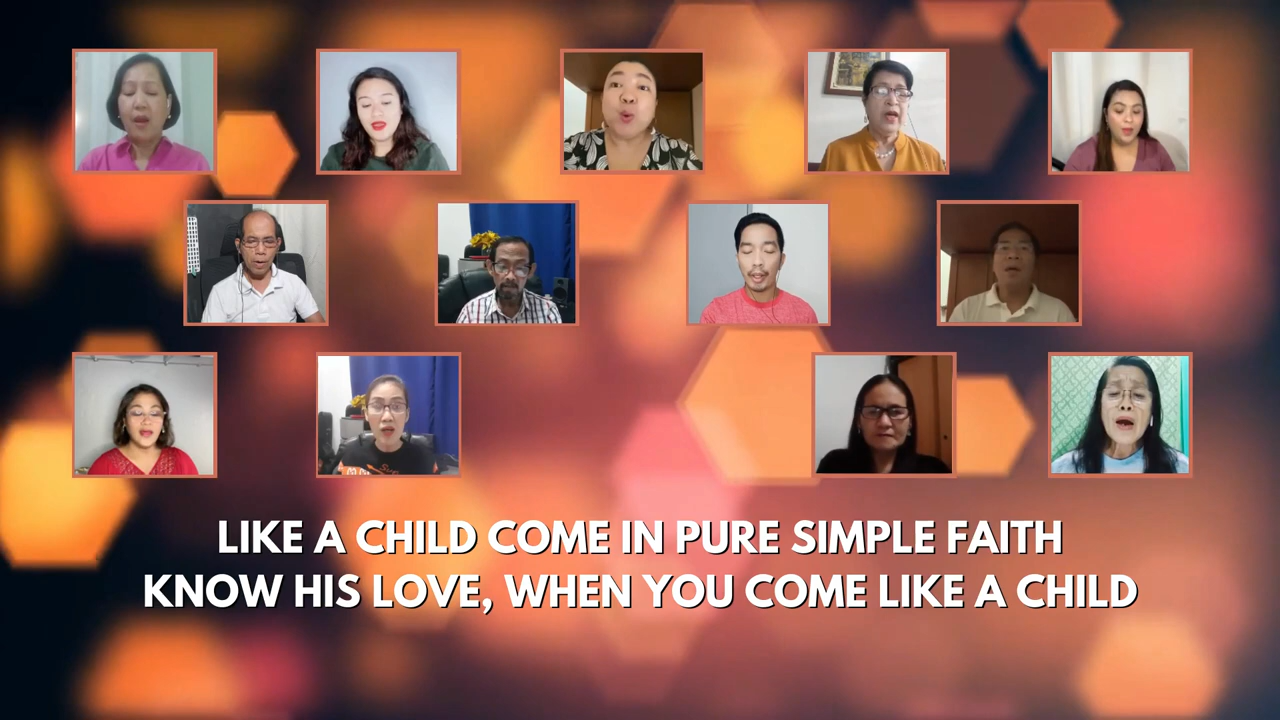 LIKE A CHILD COME IN PURE SIMPLE FAITH
KNOW HIS LOVE, WHEN YOU COME LIKE A CHILD